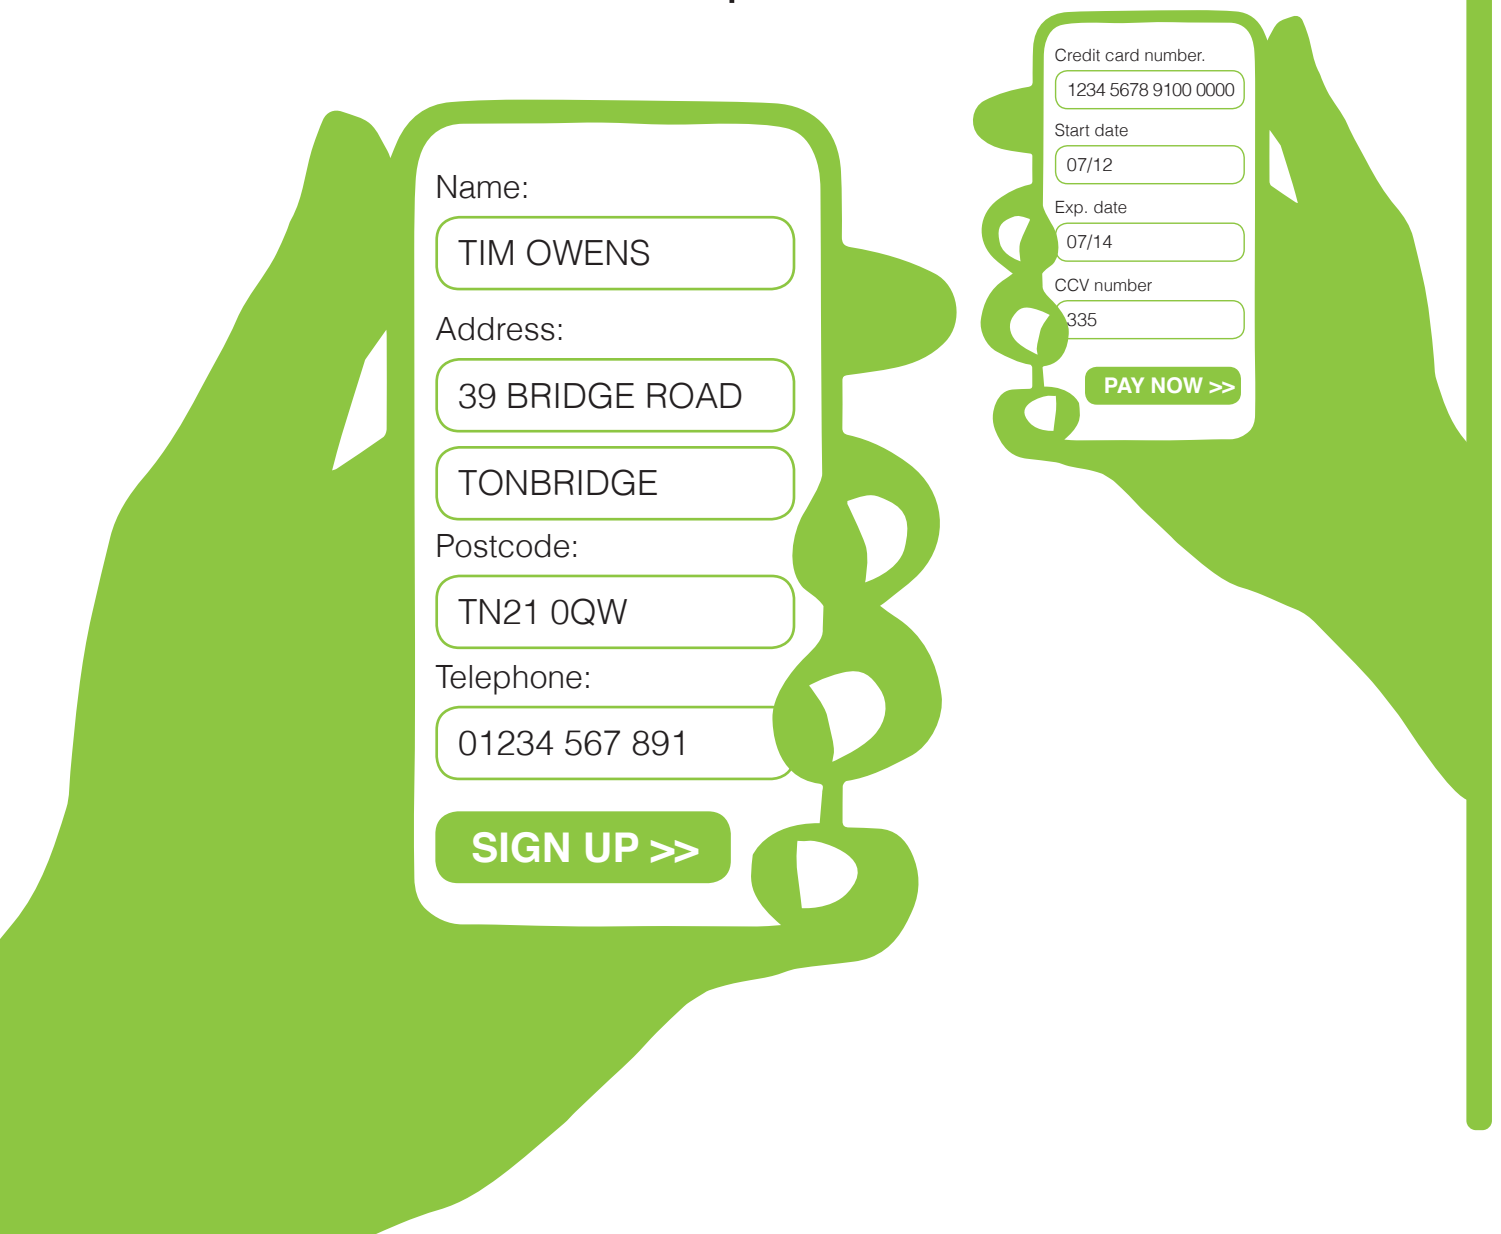 Name:
TIM OWENS
Address:
39 BRIDGE ROAD
TONBRIDGE
Postcode:
TN21 0QW
Telephone:
01234 567 891
SIGN UP >>
Credit card number.
1234 5678 9100 0000
Start date
07/12
Exp. date
07/14
CCV number
335
PAY NOW >>